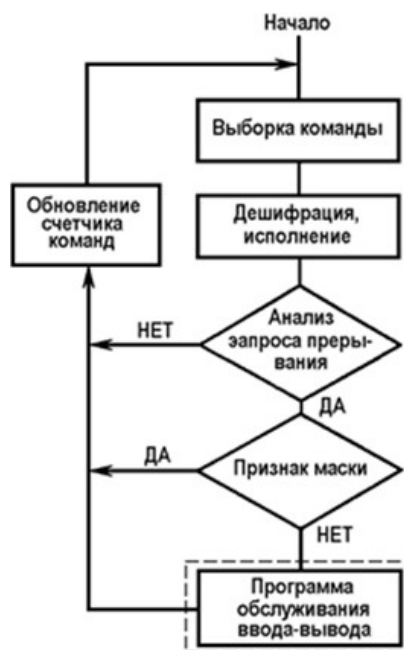 Начало
Выборка команды
Обновление
счетчика
команд
Дешифрация,
исполнение
Анализ
эапроса преры-
вания
НЕТ
ДА
Признак маски
ДА
НЕТ
Программа
обслуживания
ввода-вывода